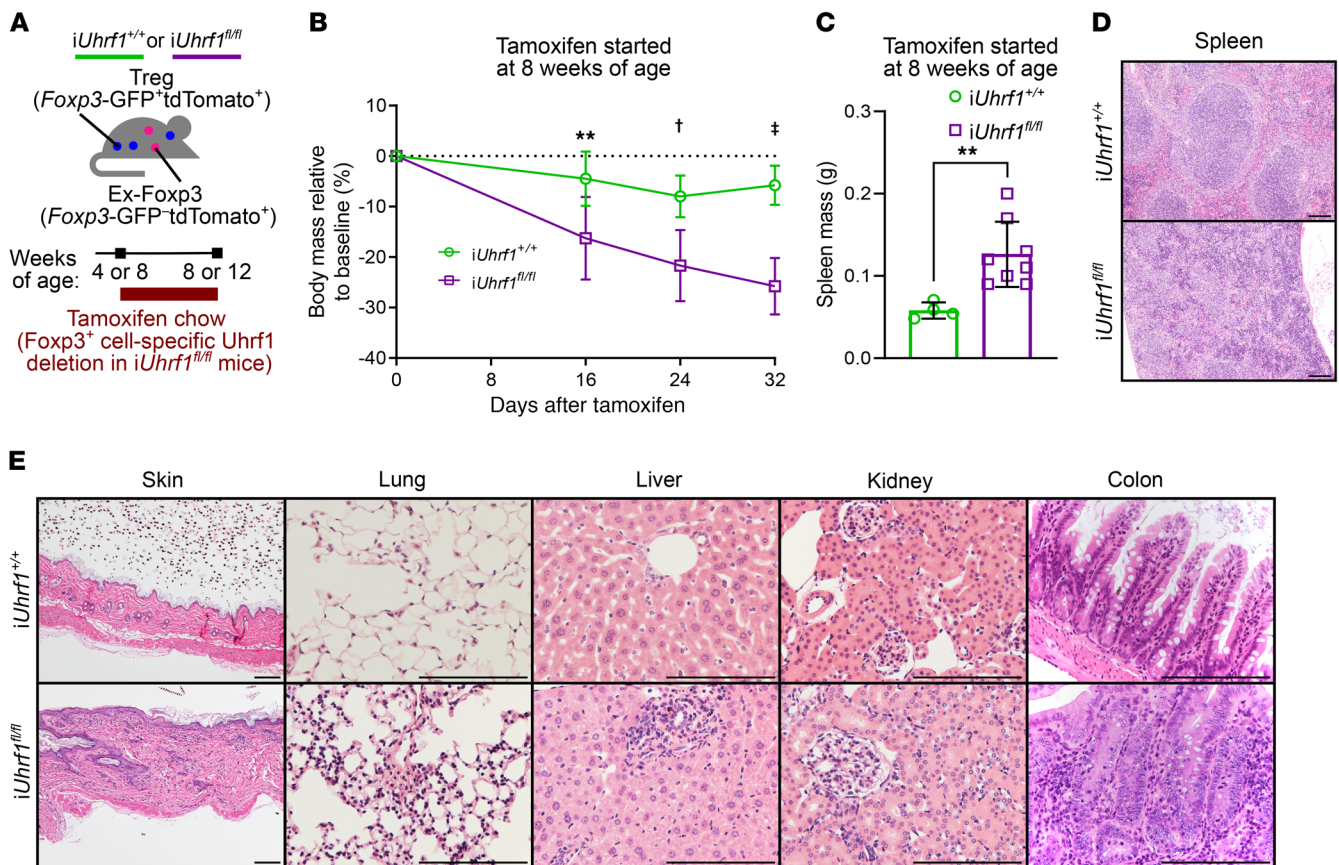 A
iUhrf1+/+ or iUhrf1fl/fl
Treg
(Foxp3-GFP+tdTomato+)
Ex-Foxp3
(Foxp3-GFP–tdTomato+)
Weeks
of age:
4 or 8
8 or 12
Tamoxifen chow
(Foxp3+ cell-specific Uhrf1
deletion in iUhrf1fl/fl mice)
B
Tamoxifen started
at 8 weeks of age
Body mass relative
to baseline (%)
10
0
-10
-20
-30
-40
**
†
‡
iUhrf1+/+
iUhrf1fl/fl
0
8
16
24
32
Days after tamoxifen
C
Tamoxifen started
at 8 weeks of age
iUhrf1+/+
iUhrf1fl/fl
**
Spleen mass (g)
0.3
0.2
0.1
0.0
D
Spleen
iUhrf1+/+
iUhrf1fl/fl
E
Skin
Lung
Liver
Kidney
Colon
iUhrf1+/+
iUhrf1fl/fl